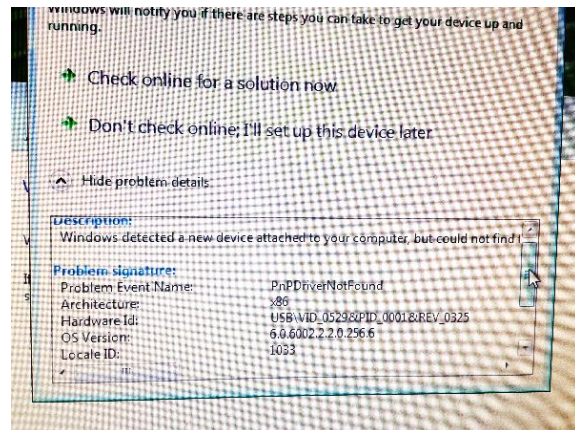 Windows will notify you if there are steps you can take to get your device up and
running.
Check online for a solution now
Don't check online; I'll set up this device later
Hide problem details
Description:
Windows detected a new device attached to your computer, but could not find
Problem signature:
Problem Event Name: PnPDriverNotFound
Architecture: x86
Hardware Id: USB\VID_0529&PID_0001&REV_0325
OS Version: 6.0.6002.2.2.0.256.6
Locale ID: 1033